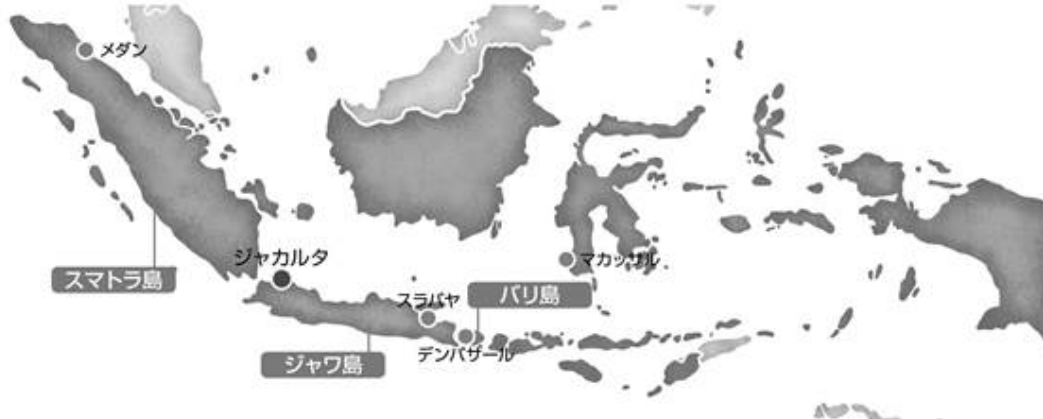 メダン
ジャカルタ
スマトラ島
マカッサル
スラバヤ
バリ島
デンパサール
ジャワ島